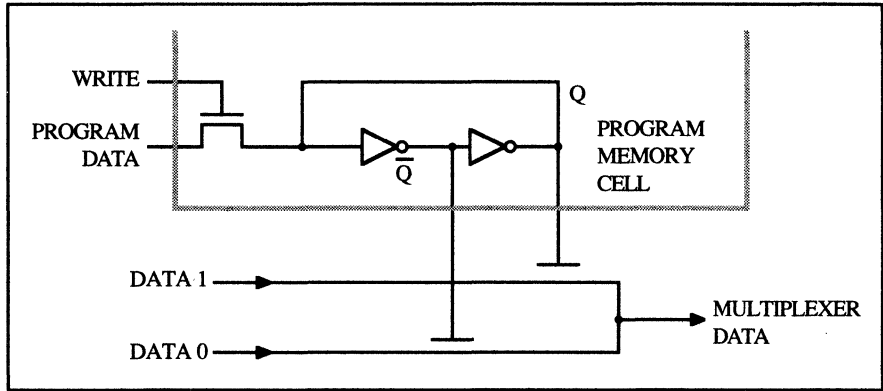 WRITE
PROGRAM
DATA
Q
Q̅
PROGRAM
MEMORY
CELL
DATA 1
DATA 0
MULTIPLEXER
DATA